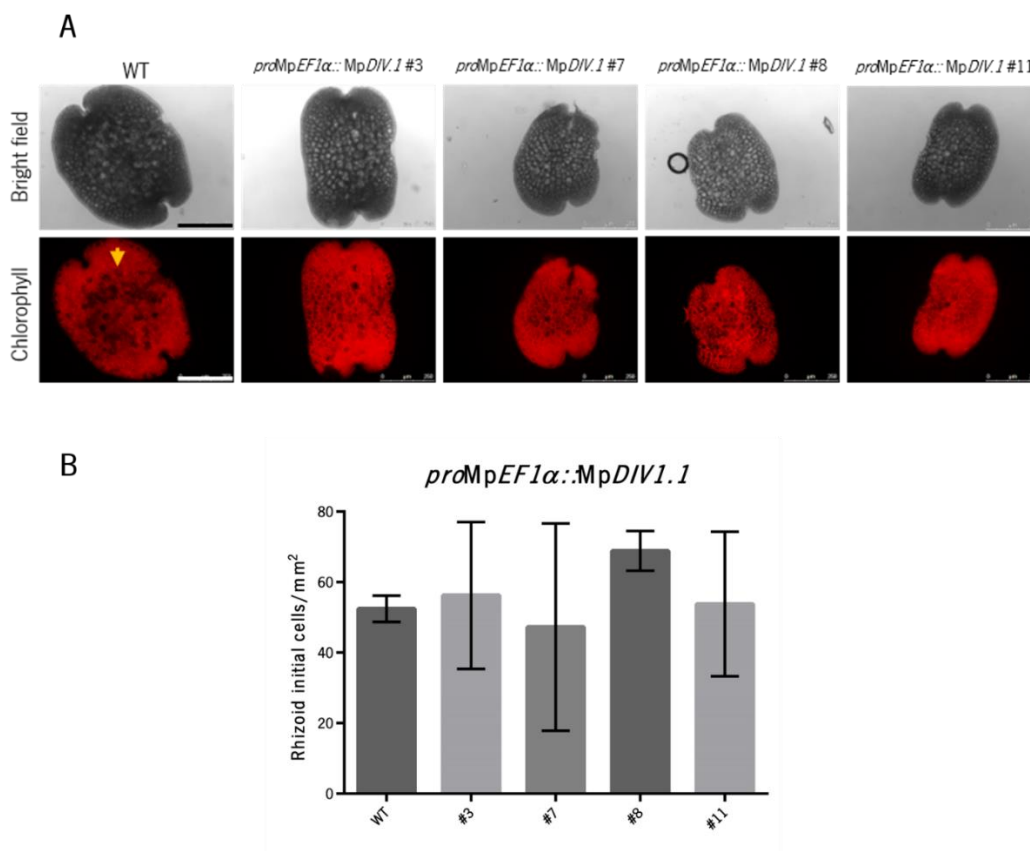 A
WT
proMpEF1α:: MpDIV.1 #3
proMpEF1α:: MpDIV.1 #7
proMpEF1α:: MpDIV.1 #8
proMpEF1α:: MpDIV.1 #11
Bright field
Chlorophyll
B
proMpEF1α::MpDIV1.1
Rhizoid initial cells/mm²
80
60
40
20
0
WT
#3
#7
#8
#11